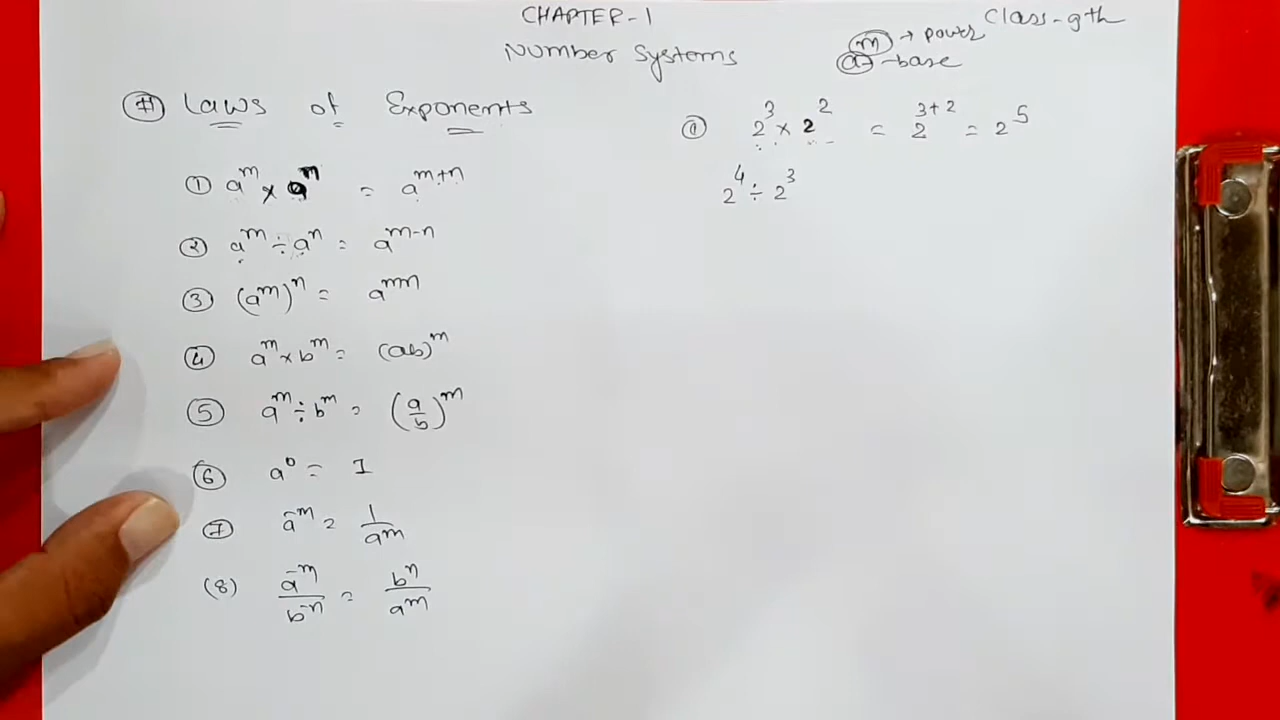 CHAPTER-1
Class-9th
Number Systems
m → power
a → base
# Laws of Exponents
① a^m × a^n = a^{m+n}
② a^m ÷ a^n = a^{m-n}
③ (a^m)^n = a^{mn}
④ a^m × b^m = (ab)^m
⑤ a^m ÷ b^m = (a/b)^m
⑥ a^0 = 1
⑦ a^{-m} = 1/a^m
(8) a^{-m}/b^{-n} = b^n/a^m
① 2^3 × 2^2 = 2^{3+2} = 2^5
2^4 ÷ 2^3